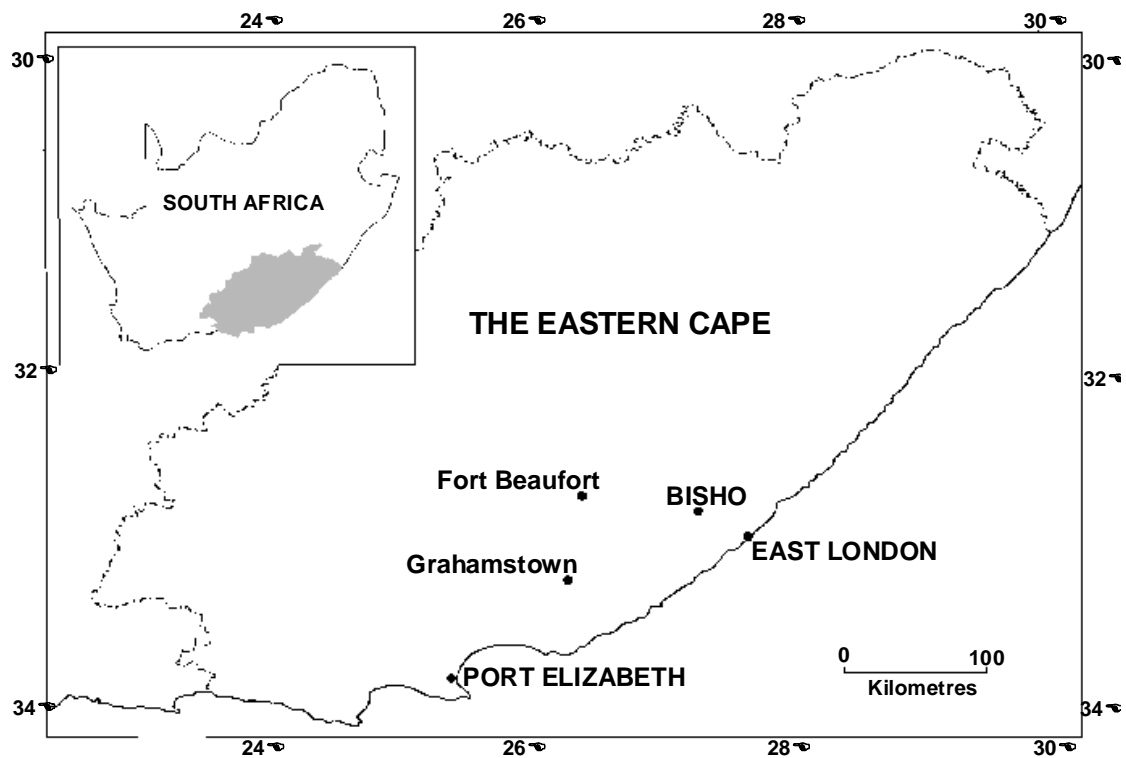 24☜ 26☜ 28☜ 30☜
30☜ 30☜
SOUTH AFRICA
THE EASTERN CAPE
32☜ 32☜
Fort Beaufort
BISHO
EAST LONDON
Grahamstown
0 100
Kilometres
PORT ELIZABETH
34☜ 34☜
24☜ 26☜ 28☜ 30☜